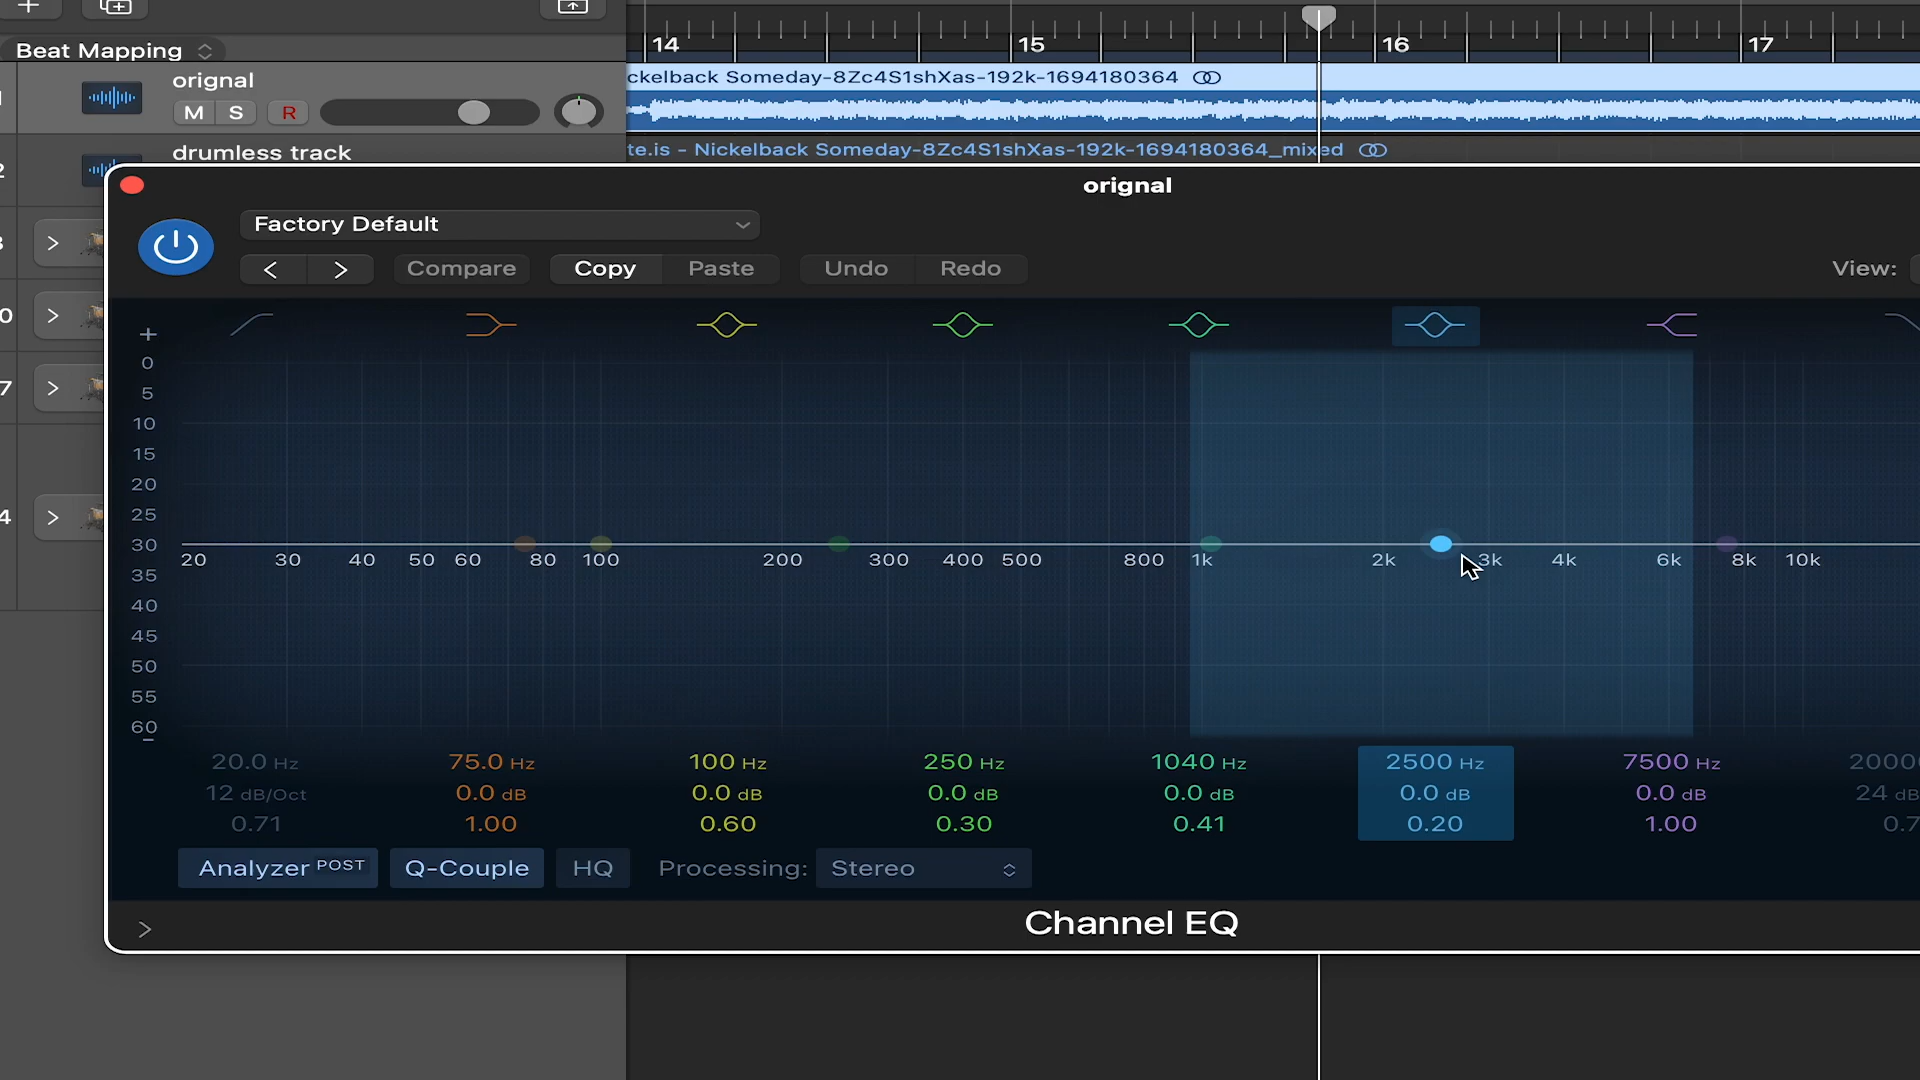 14 15 16 17
Beat Mapping
orignal
ckelback Someday-8Zc4S1shXas-192k-1694180364
M S R
drumless track
te.is - Nickelback Someday-8Zc4S1shXas-192k-1694180364_mixed
orignal
Factory Default
Compare Copy Paste Undo Redo View:
+
0
5
10
15
20
25
30
20 30 40 50 60 80 100 200 300 400 500 800 1k 2k 3k 4k 6k 8k 10k
35
40
45
50
55
60
20.0 Hz 75.0 Hz 100 Hz 250 Hz 1040 Hz 2500 Hz 7500 Hz 2000
12 dB/Oct 0.0 dB 0.0 dB 0.0 dB 0.0 dB 0.0 dB 0.0 dB 24 dB
0.71 1.00 0.60 0.30 0.41 0.20 1.00 0.7
Analyzer POST Q-Couple HQ Processing: Stereo
Channel EQ